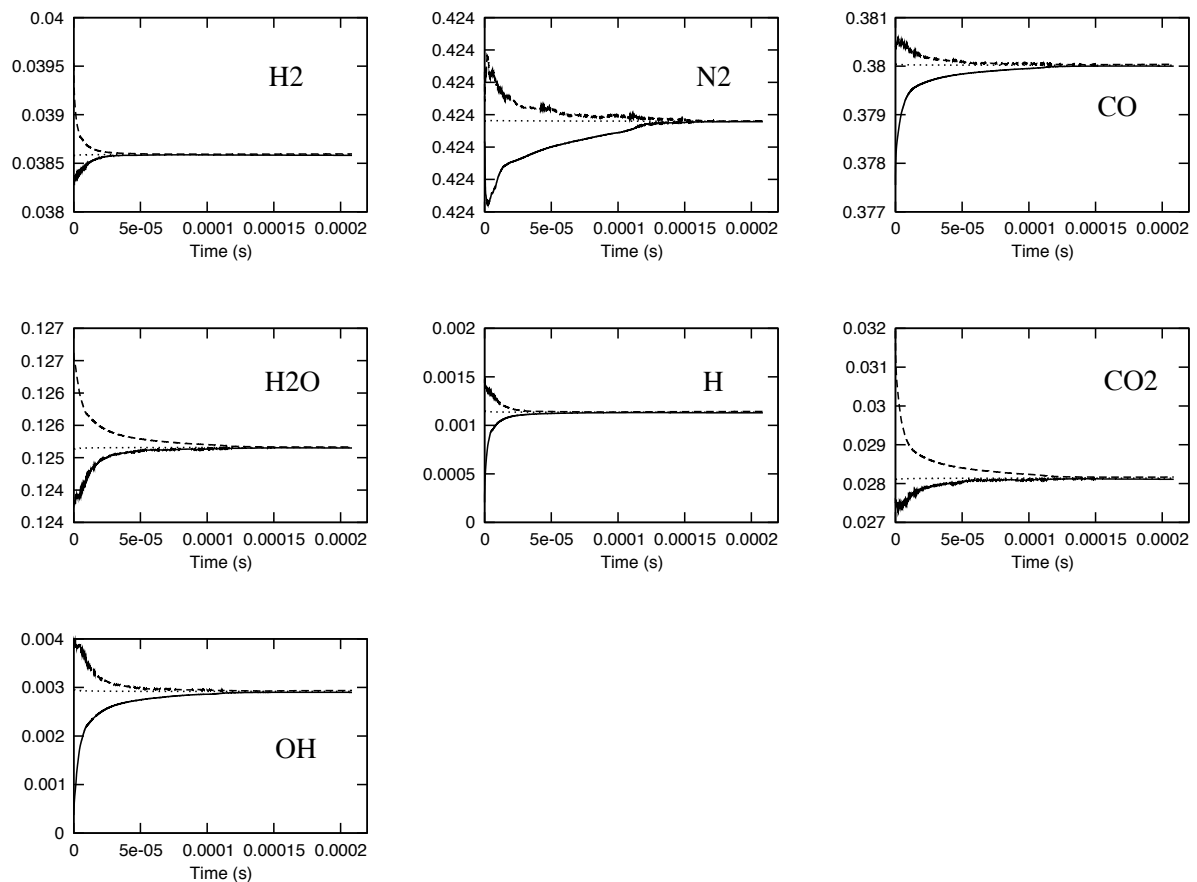 0.04
0.0395
0.039
0.0385
0.038
H2
0 5e-05 0.0001 0.00015 0.0002
Time (s)
0.424
0.424
0.424
0.424
0.424
0.424
0.424
N2
0 5e-05 0.0001 0.00015 0.0002
Time (s)
0.381
0.38
0.379
0.378
0.377
CO
0 5e-05 0.0001 0.00015 0.0002
Time (s)
0.127
0.127
0.126
0.126
0.125
0.124
0.124
H2O
0 5e-05 0.0001 0.00015 0.0002
Time (s)
0.002
0.0015
0.001
0.0005
0
H
0 5e-05 0.0001 0.00015 0.0002
Time (s)
0.032
0.031
0.03
0.029
0.028
0.027
CO2
0 5e-05 0.0001 0.00015 0.0002
Time (s)
0.004
0.003
0.002
0.001
0
OH
0 5e-05 0.0001 0.00015 0.0002
Time (s)